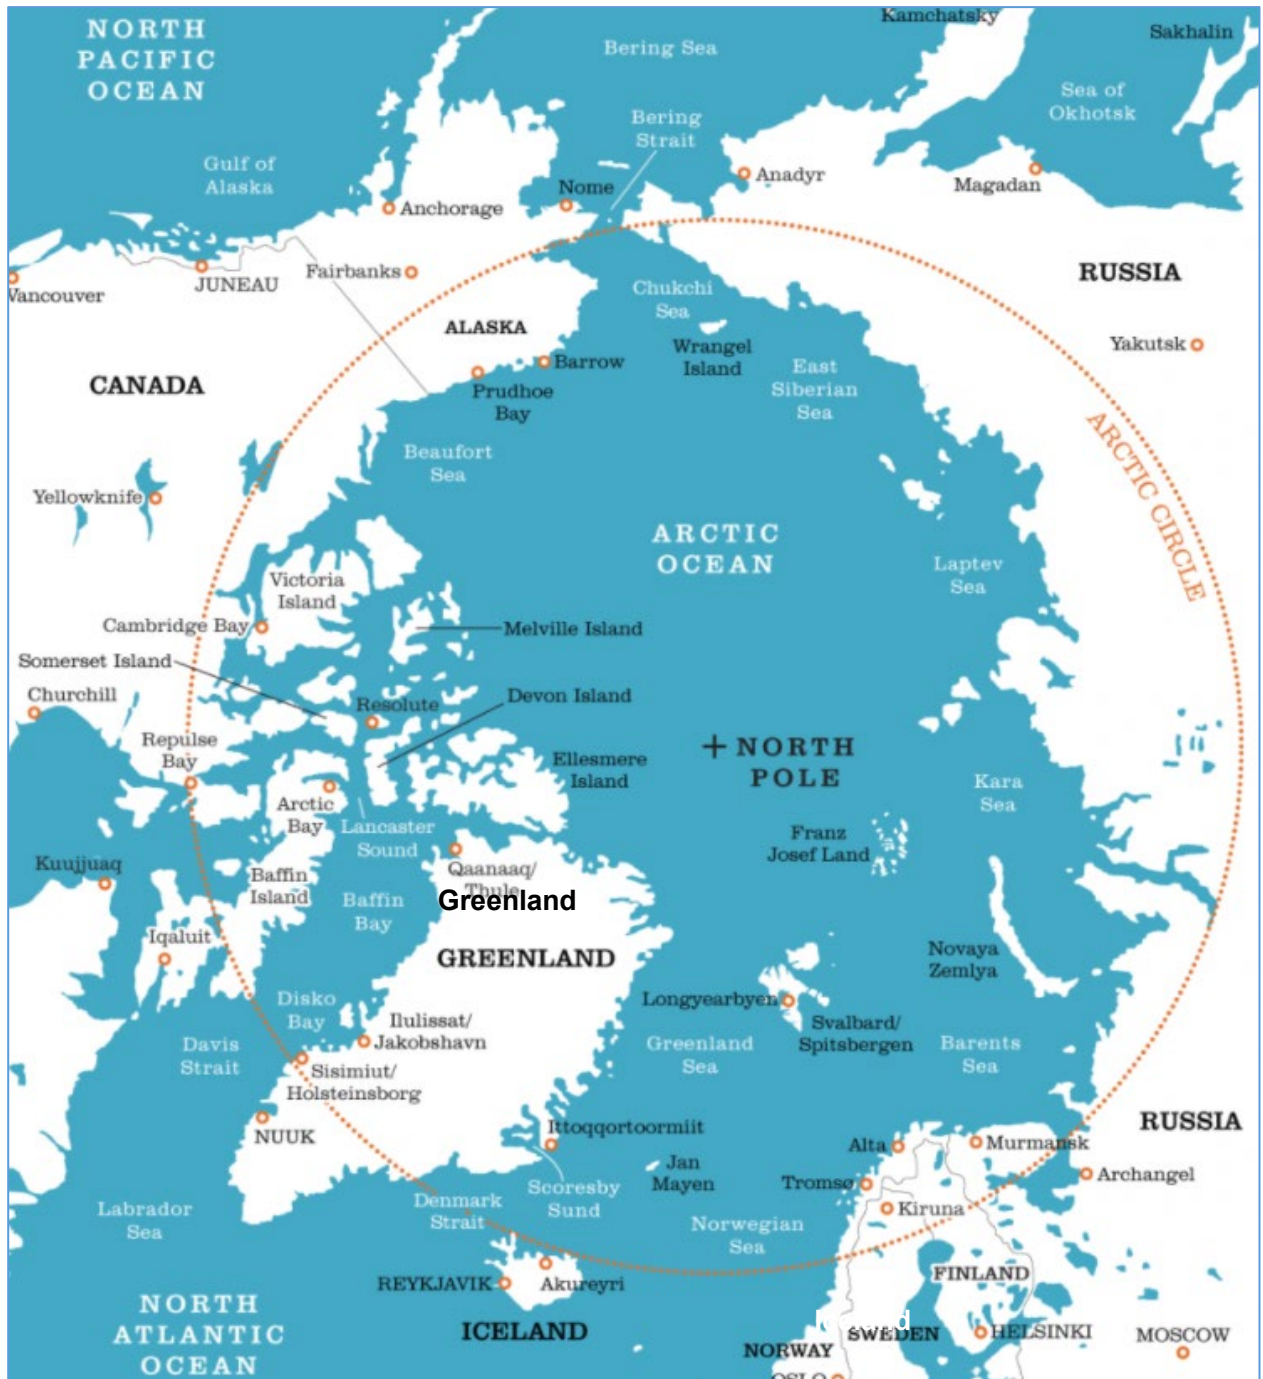 NORTH
PACIFIC
OCEAN
Bering Sea
Kamchatsky
Sakhalin
Sea of
Okhotsk
Bering
Strait
Gulf of
Alaska
Nome
Anadyr
Magadan
Anchorage
Fairbanks
JUNEAU
Vancouver
RUSSIA
Chukchi
Sea
ALASKA
Wrangel
Island
Yakutsk
Barrow
Prudhoe
Bay
East
Siberian
Sea
CANADA
ARCTIC CIRCLE
Beaufort
Sea
Yellowknife
ARCTIC
OCEAN
Laptev
Sea
Victoria
Island
Cambridge Bay
Melville Island
Somerset Island
Devon Island
Churchill
Resolute
Repulse
Bay
NORTH
POLE
Ellesmere
Island
Kara
Sea
Arctic
Bay
Lancaster
Sound
Franz
Josef Land
Kuujjuaq
Qaanaaq/
Thule
Greenland
Baffin
Island
Baffin
Bay
Iqaluit
GREENLAND
Novaya
Zemlya
Longyearbyen
Disko
Bay
Ilulissat/
Jakobshavn
Svalbard/
Spitsbergen
Davis
Strait
Greenland
Sea
Barents
Sea
Sisimiut/
Holsteinsborg
NUUK
Ittoqqortoormiit
RUSSIA
Alta
Murmansk
Jan
Mayen
Tromsø
Archangel
Scoresby
Sund
Denmark
Strait
Kiruna
Labrador
Sea
Norwegian
Sea
FINLAND
REYKJAVIK
Akureyri
NORTH
ATLANTIC
OCEAN
ICELAND
SWEDEN
HELSINKI
MOSCOW
NORWAY
OSLO